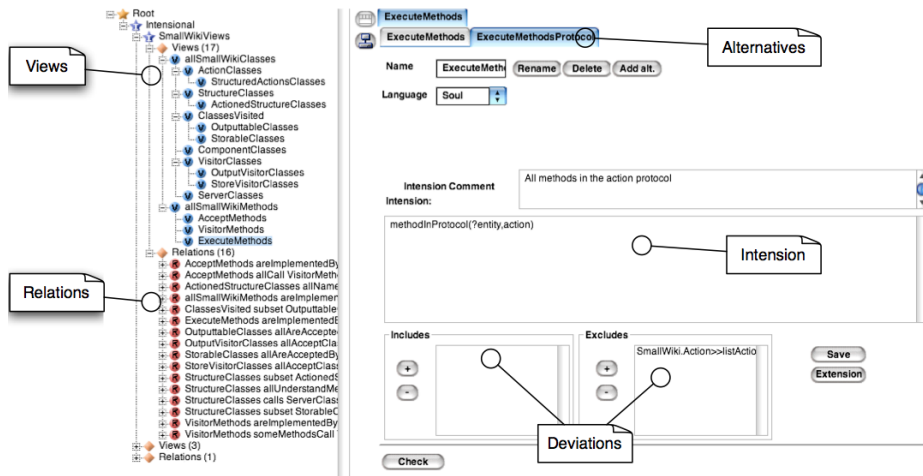 Root
Intensional
SmallWikiViews
Views (17)
allSmallWikiClasses
ActionClasses
StructuredActionsClasses
StructureClasses
ActionedStructureClasses
ClassesVisited
OutputtableClasses
StorableClasses
ComponentClasses
VisitorClasses
OutputVisitorClasses
StoreVisitorClasses
ServerClasses
allSmallWikiMethods
AcceptMethods
VisitorMethods
ExecuteMethods
Relations (16)
AcceptMethods areImplementedBy
AcceptMethods allCall VisitorMetho
ActionedStructureClasses allName
allSmallWikiMethods areImplemen
ClassesVisited subset Outputtable
ExecuteMethods areImplementedB
OutputtableClasses allAreAccepte
OutputVisitorClasses allAcceptClas
StorableClasses allAreAcceptedBy
StoreVisitorClasses allAcceptClass
StructureClasses subset ActionedS
StructureClasses allUnderstandMe
StructureClasses calls ServerClass
StructureClasses subset StorableC
VisitorMethods areImplementedBy
VisitorMethods someMethodsCall
Views (3)
Relations (1)
Views
Relations
ExecuteMethods
ExecuteMethods ExecuteMethodsProtocol
Alternatives
Name ExecuteMeth Rename Delete Add alt.
Language Soul
Intension Comment All methods in the action protocol
Intension:
methodInProtocol(?entity,action)
Intension
Includes Excludes
SmallWiki.Action>>listActio
+ +
- -
Save
Extension
Deviations
Check